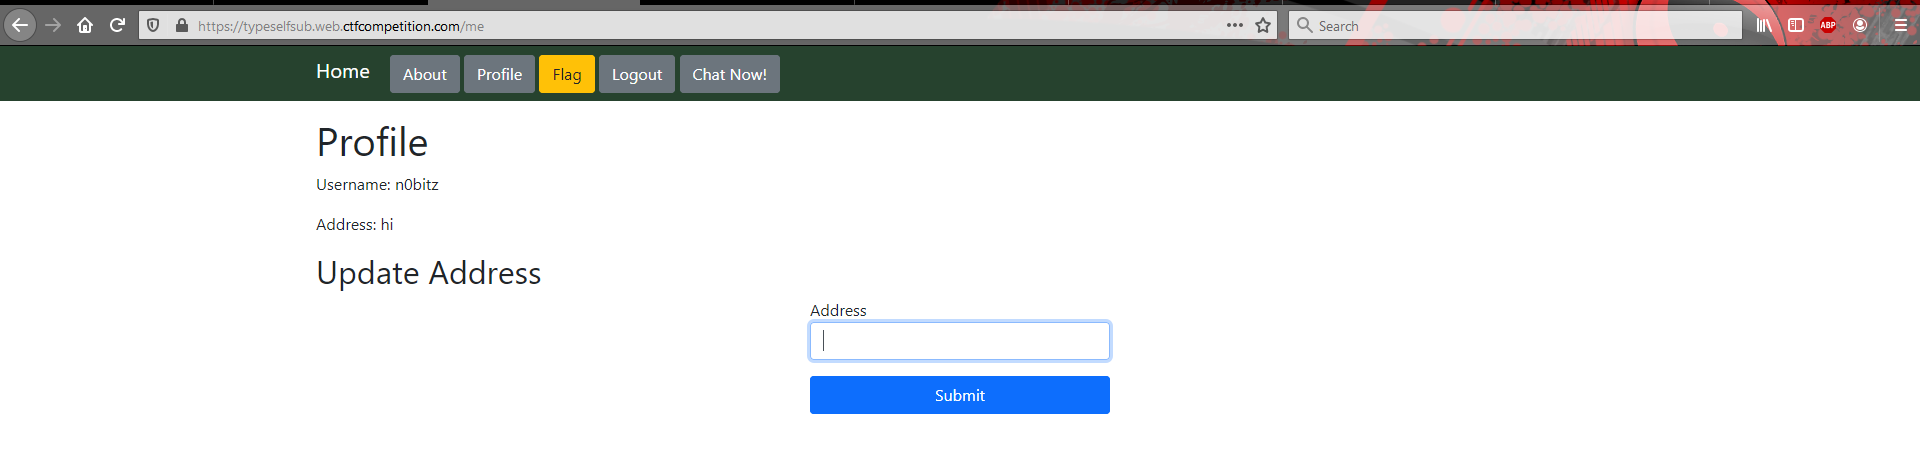 https://typeselfsub.web.ctfcompetition.com/me
Search
ABP
Home About Profile Flag Logout Chat Now!
Profile
Username: n0bitz
Address: hi
Update Address
Address
Submit